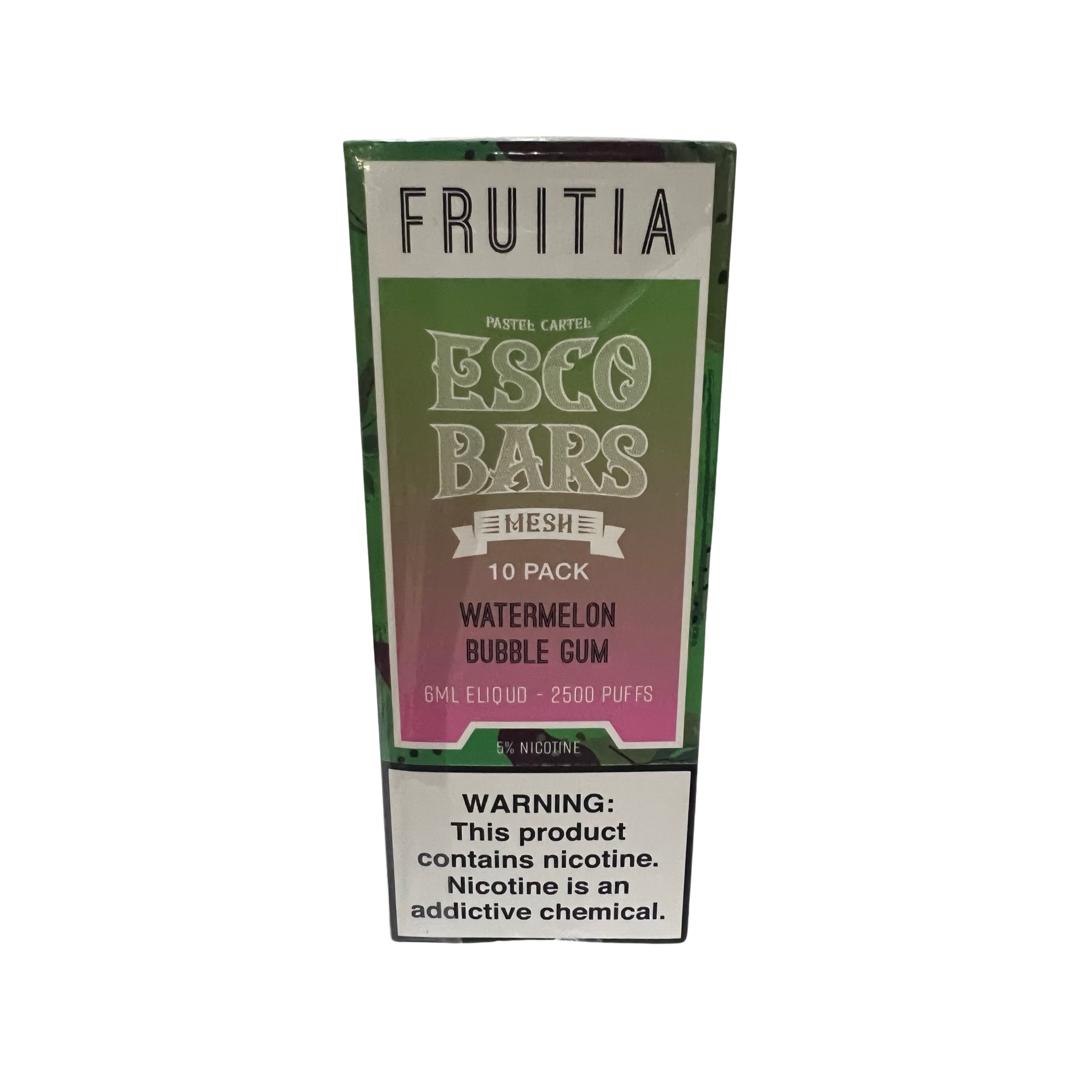 FRUITIA
PASTEL CARTEL
ESCO
BARS
MESH
10 PACK
WATERMELON
BUBBLE GUM
6ML ELIQUD - 2500 PUFFS
5% NICOTINE
WARNING:
This product
contains nicotine.
Nicotine is an
addictive chemical.